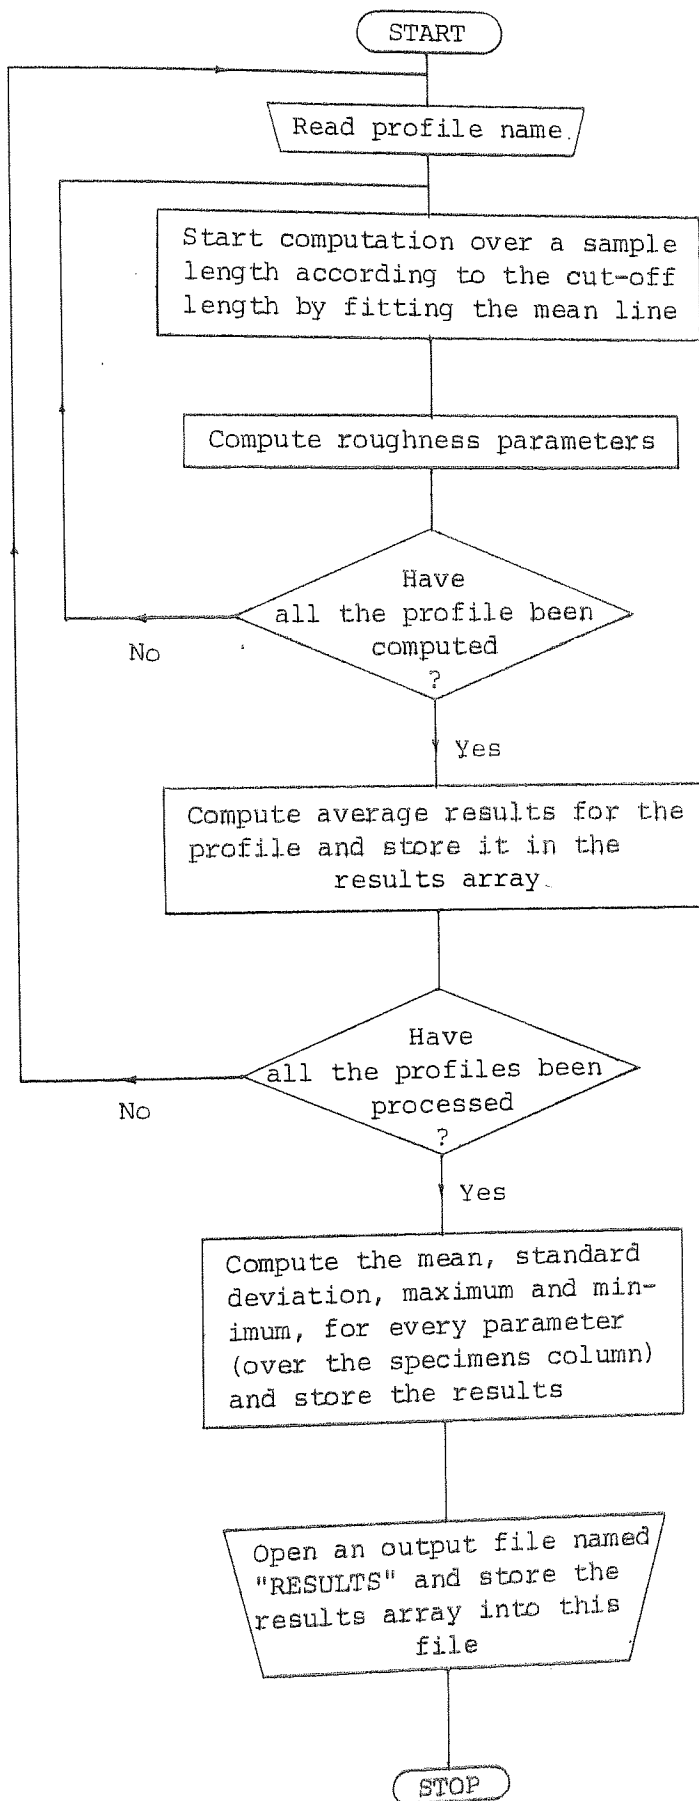 START
Read profile name.
Start computation over a sample
length according to the cut-off
length by fitting the mean line
Compute roughness parameters
Have
all the profile been
computed
?
No
Yes
Compute average results for the
profile and store it in the
results array.
Have
all the profiles been
processed
?
No
Yes
Compute the mean, standard
deviation, maximum and min-
imum, for every parameter
(over the specimens column)
and store the results
Open an output file named
"RESULTS" and store the
results array into this
file
STOP